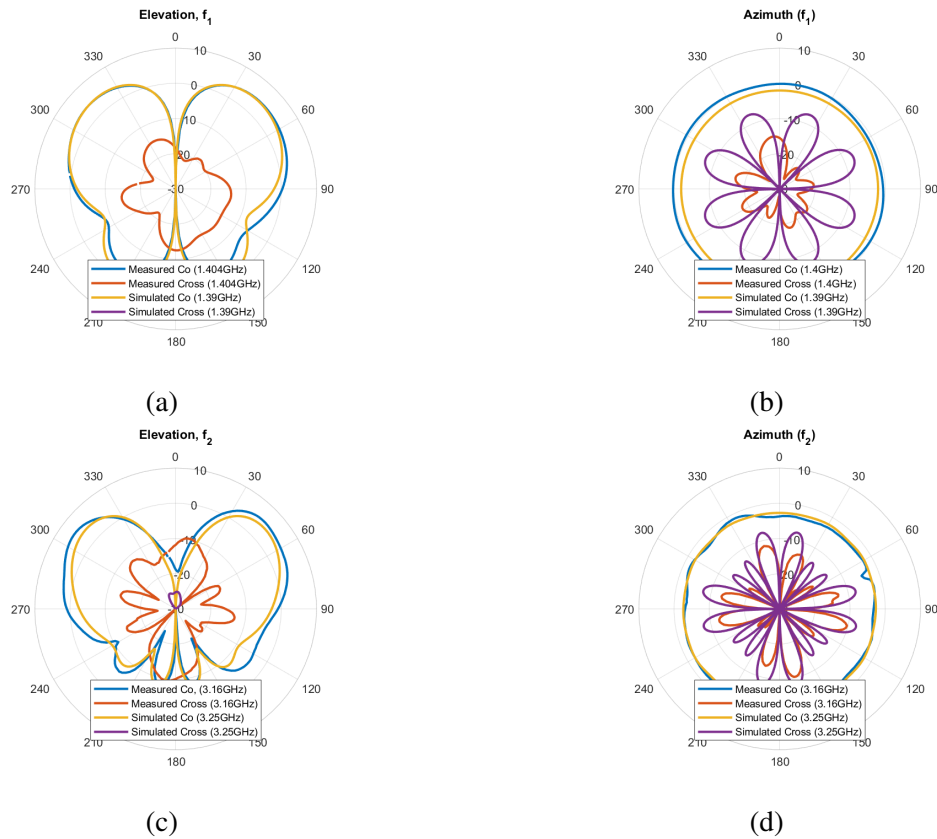 Elevation, f1
0
330
10
30
0
300
60
-10
-20
270
-30
90
240
120
Measured Co (1.404GHz)
Measured Cross (1.404GHz)
Simulated Co (1.39GHz)
Simulated Cross (1.39GHz)
210
150
180
(a)
Azimuth (f1)
0
330
10
30
0
300
60
-10
-20
270
90
240
120
Measured Co (1.4GHz)
Measured Cross (1.4GHz)
Simulated Co (1.39GHz)
Simulated Cross (1.39GHz)
210
150
180
(b)
Elevation, f2
0
330
10
30
0
300
60
-10
-20
270
90
240
120
Measured Co, (3.16GHz)
Measured Cross (3.16GHz)
Simulated Co (3.25GHz)
Simulated Cross (3.25GHz)
210
150
180
(c)
Azimuth (f2)
0
330
10
30
0
300
60
-10
-20
270
90
240
120
Measured Co (3.16GHz)
Measured Cross (3.16GHz)
Simulated Co (3.25GHz)
Simulated Cross (3.25GHz)
210
150
180
(d)